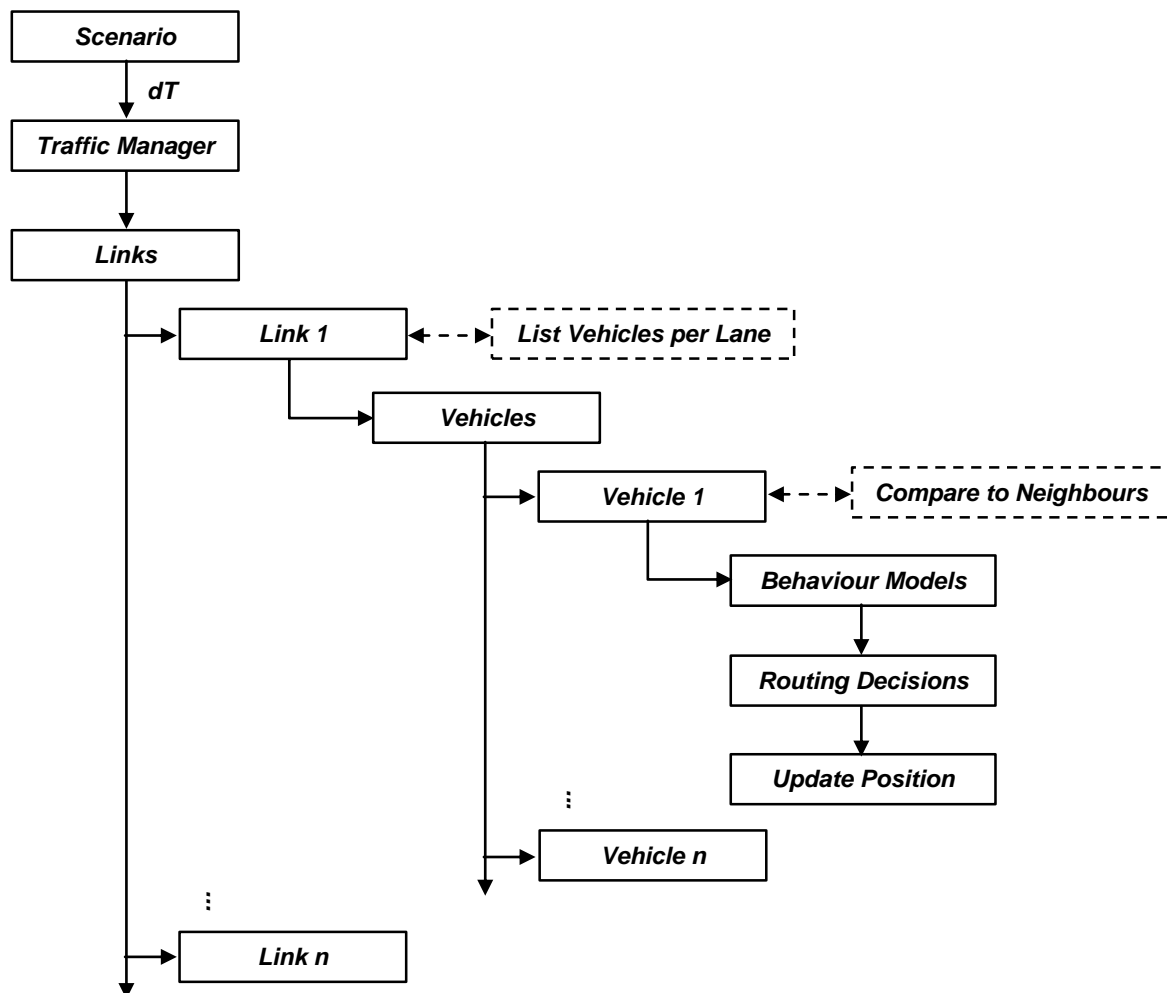 Scenario
dT
Traffic Manager
Links
Link 1
List Vehicles per Lane
Vehicles
Vehicle 1
Compare to Neighbours
Behaviour Models
Routing Decisions
Update Position
...
Vehicle n
...
Link n